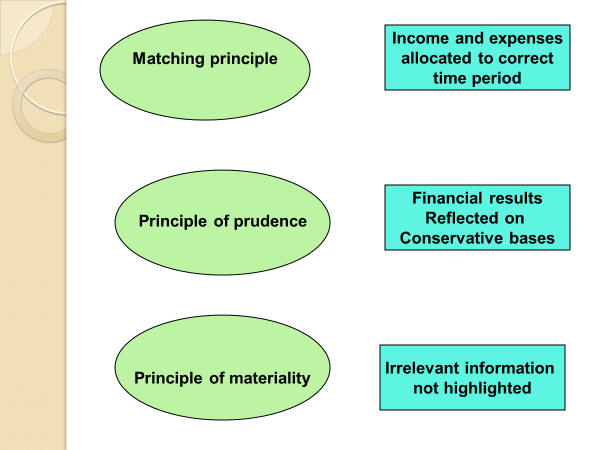 Matching principle
Income and expenses
allocated to correct
time period
Principle of prudence
Financial results
Reflected on
Conservative bases
Principle of materiality
Irrelevant information
not highlighted